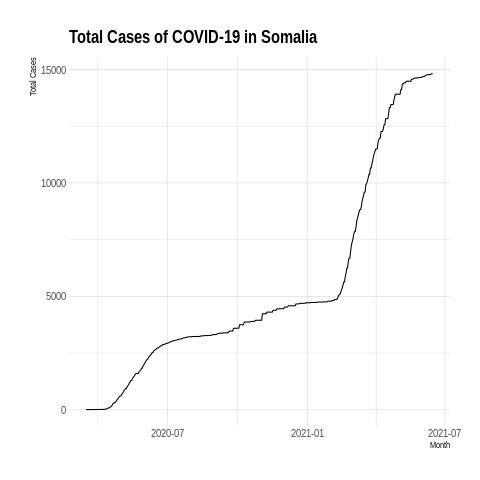 Total Cases of COVID-19 in Somalia
Total Cases
15000
10000
5000
0
2020-07
2021-01
2021-07
Month